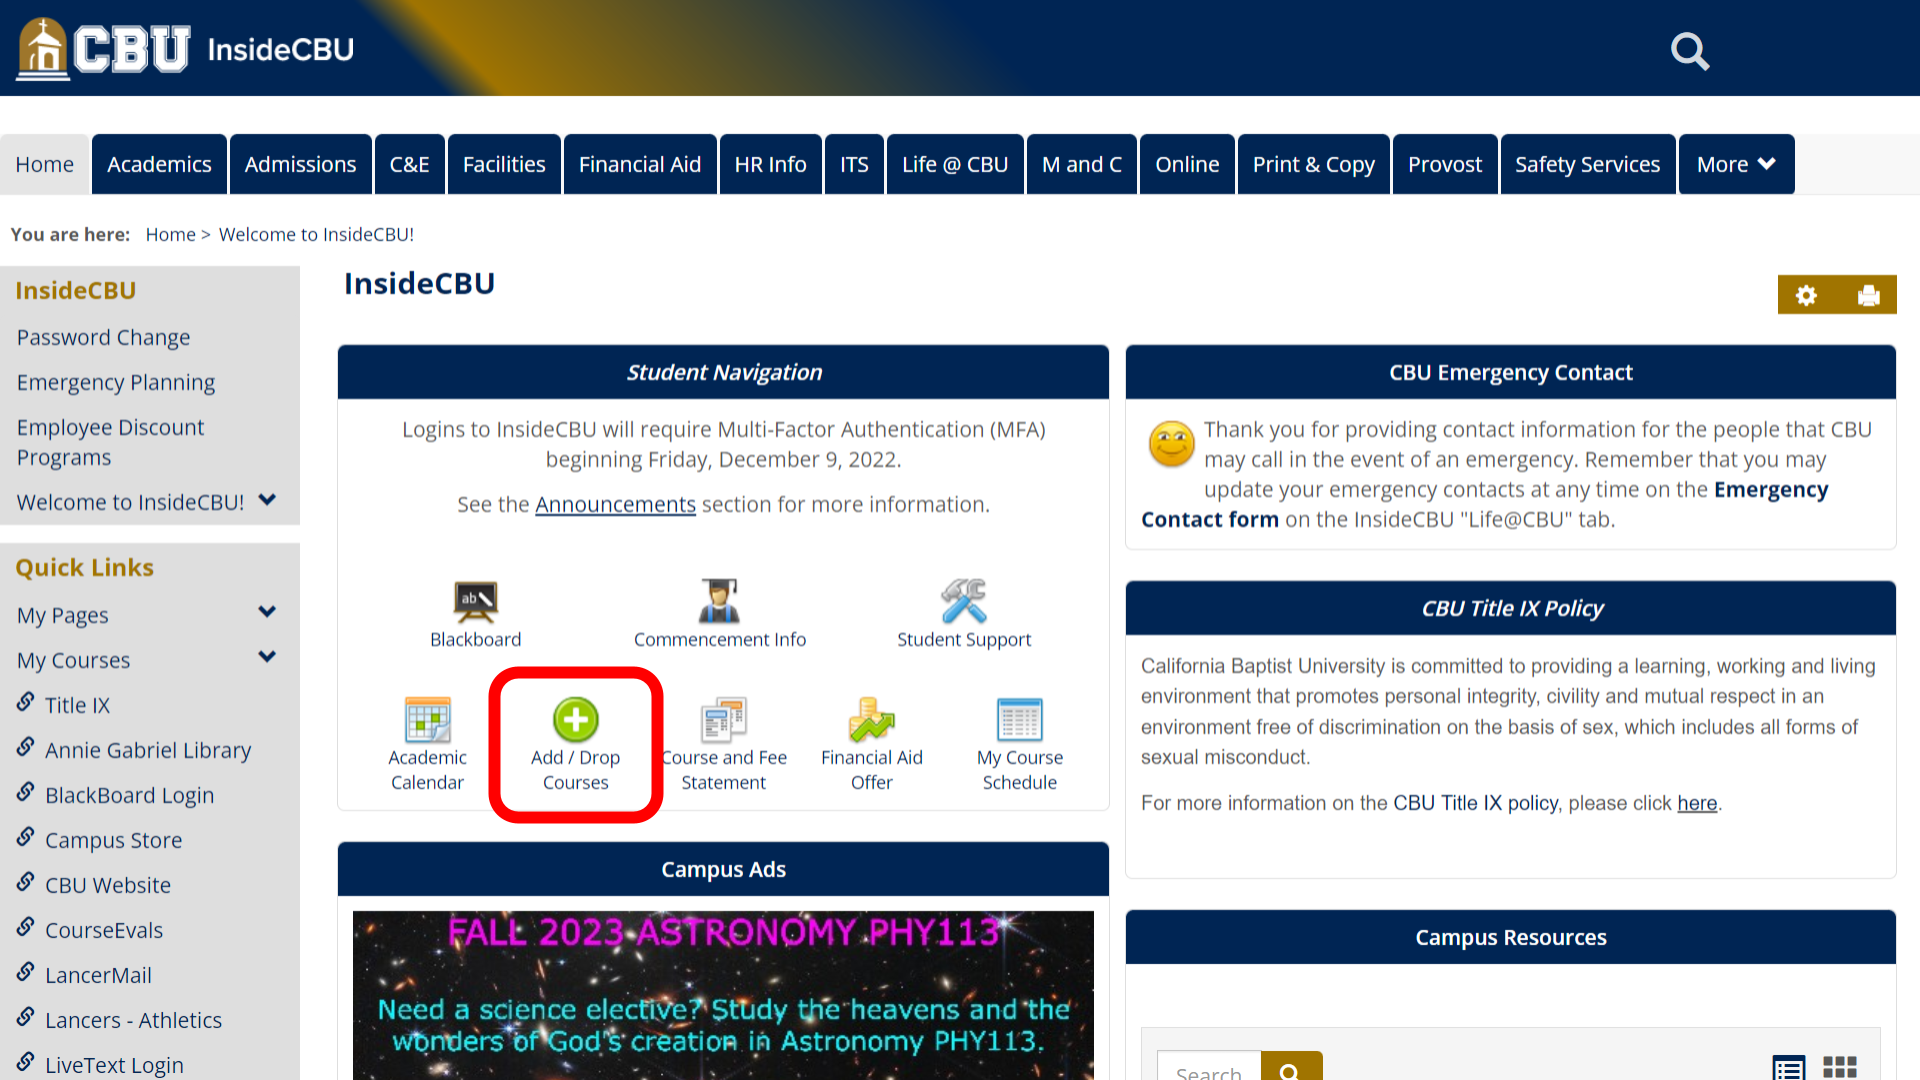 CBU InsideCBU
Home
Academics
Admissions
C&E
Facilities
Financial Aid
HR Info
ITS
Life @ CBU
M and C
Online
Print & Copy
Provost
Safety Services
More
You are here: Home > Welcome to InsideCBU!
InsideCBU
Password Change
Emergency Planning
Employee Discount
Programs
Welcome to InsideCBU!
Quick Links
My Pages
My Courses
Title IX
Annie Gabriel Library
BlackBoard Login
Campus Store
CBU Website
CourseEvals
LancerMail
Lancers - Athletics
LiveText Login
InsideCBU
Student Navigation
Logins to InsideCBU will require Multi-Factor Authentication (MFA)
beginning Friday, December 9, 2022.
See the Announcements section for more information.
ab
Blackboard
Commencement Info
Student Support
Academic
Calendar
Add / Drop
Courses
Course and Fee
Statement
Financial Aid
Offer
My Course
Schedule
Campus Ads
FALL 2023 ASTRONOMY PHY113
Need a science elective? Study the heavens and the
wonders of God's creation in Astronomy PHY113.
CBU Emergency Contact
Thank you for providing contact information for the people that CBU
may call in the event of an emergency. Remember that you may
update your emergency contacts at any time on the Emergency
Contact form on the InsideCBU "Life@CBU" tab.
CBU Title IX Policy
California Baptist University is committed to providing a learning, working and living
environment that promotes personal integrity, civility and mutual respect in an
environment free of discrimination on the basis of sex, which includes all forms of
sexual misconduct.
For more information on the CBU Title IX policy, please click here.
Campus Resources
Search